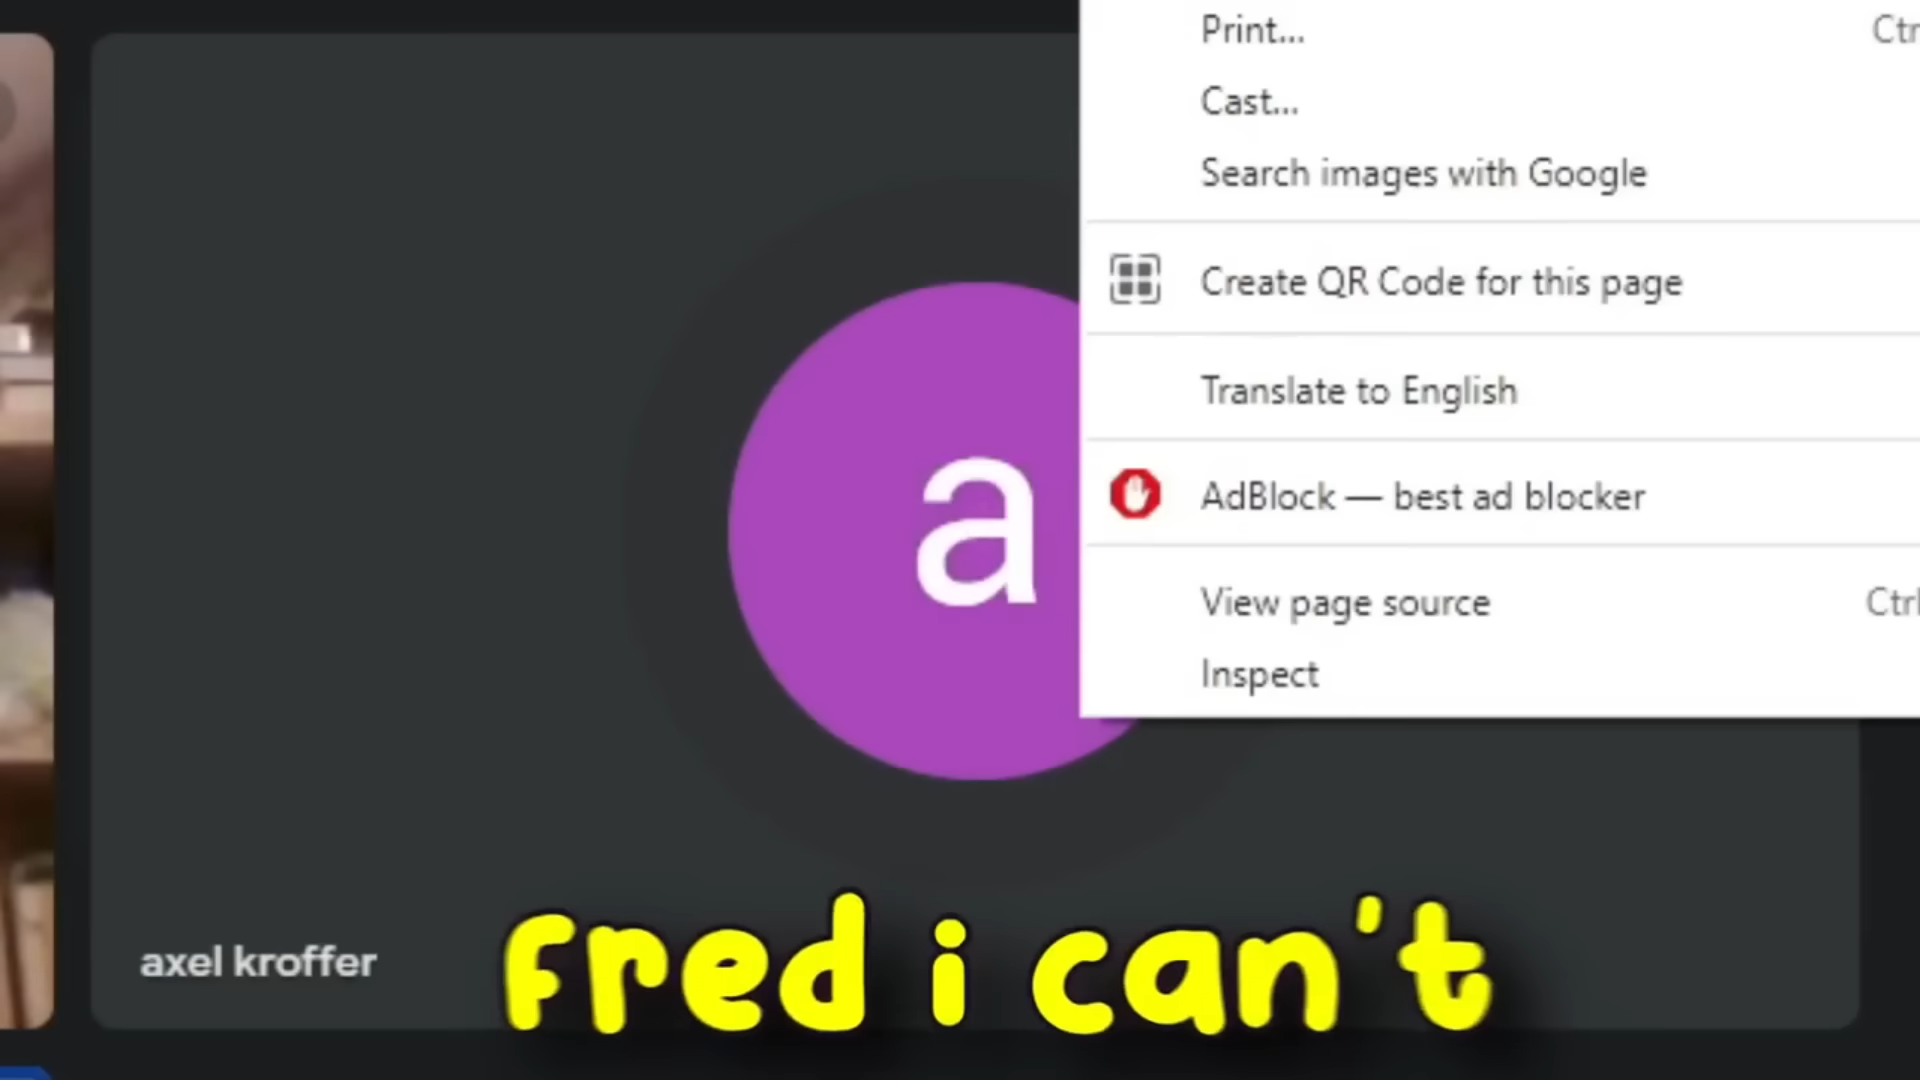 Print...
Ctr
Cast...
Search images with Google
Create QR Code for this page
Translate to English
a
AdBlock — best ad blocker
View page source
Ctrl
Inspect
axel kroffer
fred i can't